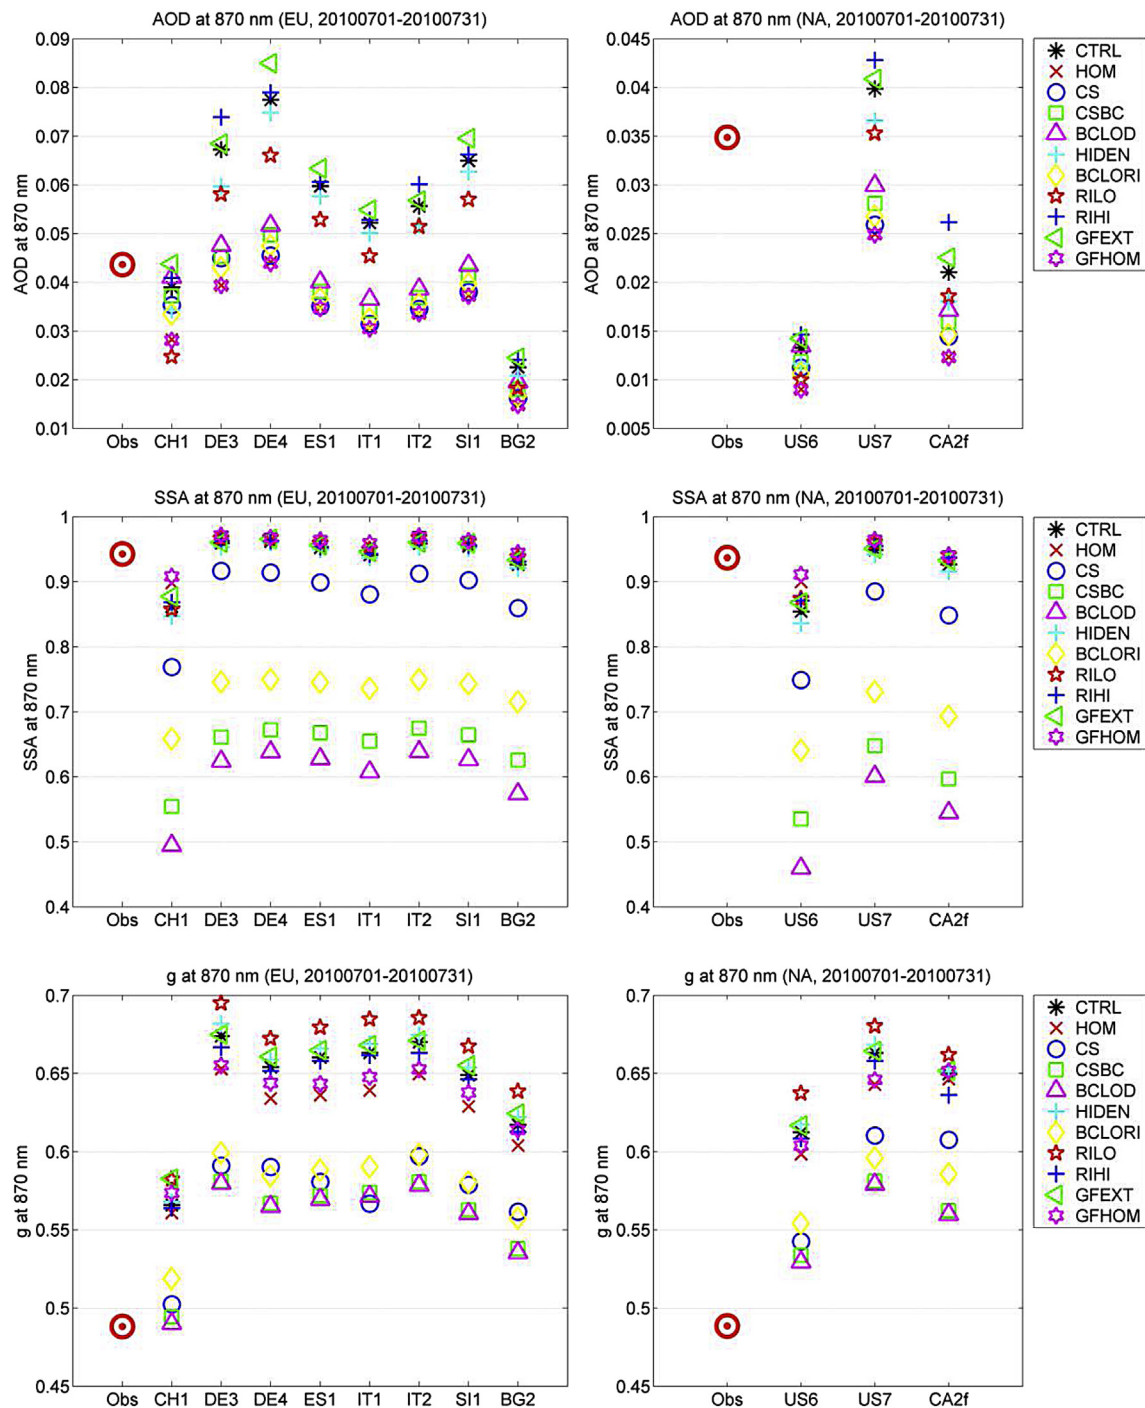 AOD at 870 nm (EU, 20100701-20100731)
AOD at 870 nm
0.09
0.08
0.07
0.06
0.05
0.04
0.03
0.02
0.01
Obs CH1 DE3 DE4 ES1 IT1 IT2 SI1 BG2
AOD at 870 nm (NA, 20100701-20100731)
AOD at 870 nm
0.045
0.04
0.035
0.03
0.025
0.02
0.015
0.01
0.005
Obs US6 US7 CA2f
CTRL
HOM
CS
CSBC
BCLOD
HIDEN
BCLORI
RILO
RIHI
GFEXT
GFHOM
SSA at 870 nm (EU, 20100701-20100731)
SSA at 870 nm
1
0.9
0.8
0.7
0.6
0.5
0.4
Obs CH1 DE3 DE4 ES1 IT1 IT2 SI1 BG2
SSA at 870 nm (NA, 20100701-20100731)
SSA at 870 nm
1
0.9
0.8
0.7
0.6
0.5
0.4
Obs US6 US7 CA2f
CTRL
HOM
CS
CSBC
BCLOD
HIDEN
BCLORI
RILO
RIHI
GFEXT
GFHOM
g at 870 nm (EU, 20100701-20100731)
g at 870 nm
0.7
0.65
0.6
0.55
0.5
0.45
Obs CH1 DE3 DE4 ES1 IT1 IT2 SI1 BG2
g at 870 nm (NA, 20100701-20100731)
g at 870 nm
0.7
0.65
0.6
0.55
0.5
0.45
Obs US6 US7 CA2f
CTRL
HOM
CS
CSBC
BCLOD
HIDEN
BCLORI
RILO
RIHI
GFEXT
GFHOM